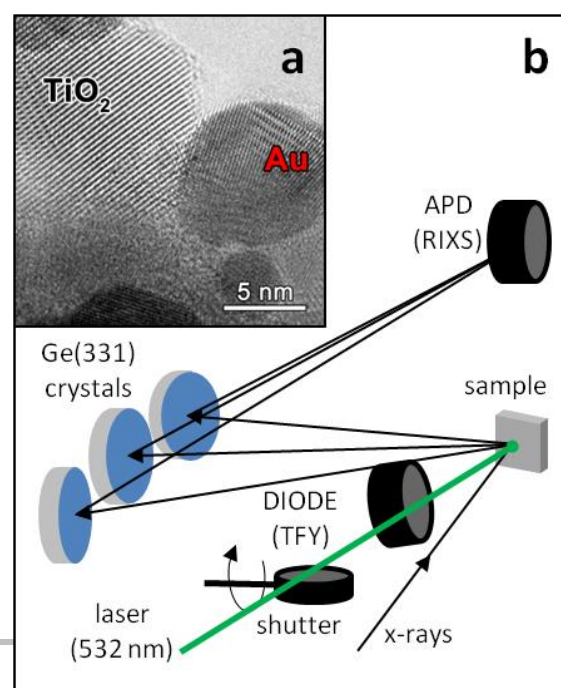 a
TiO2
Au
5 nm
b
APD
(RIXS)
Ge(331)
crystals
sample
DIODE
(TFY)
laser
(532 nm)
shutter
x-rays